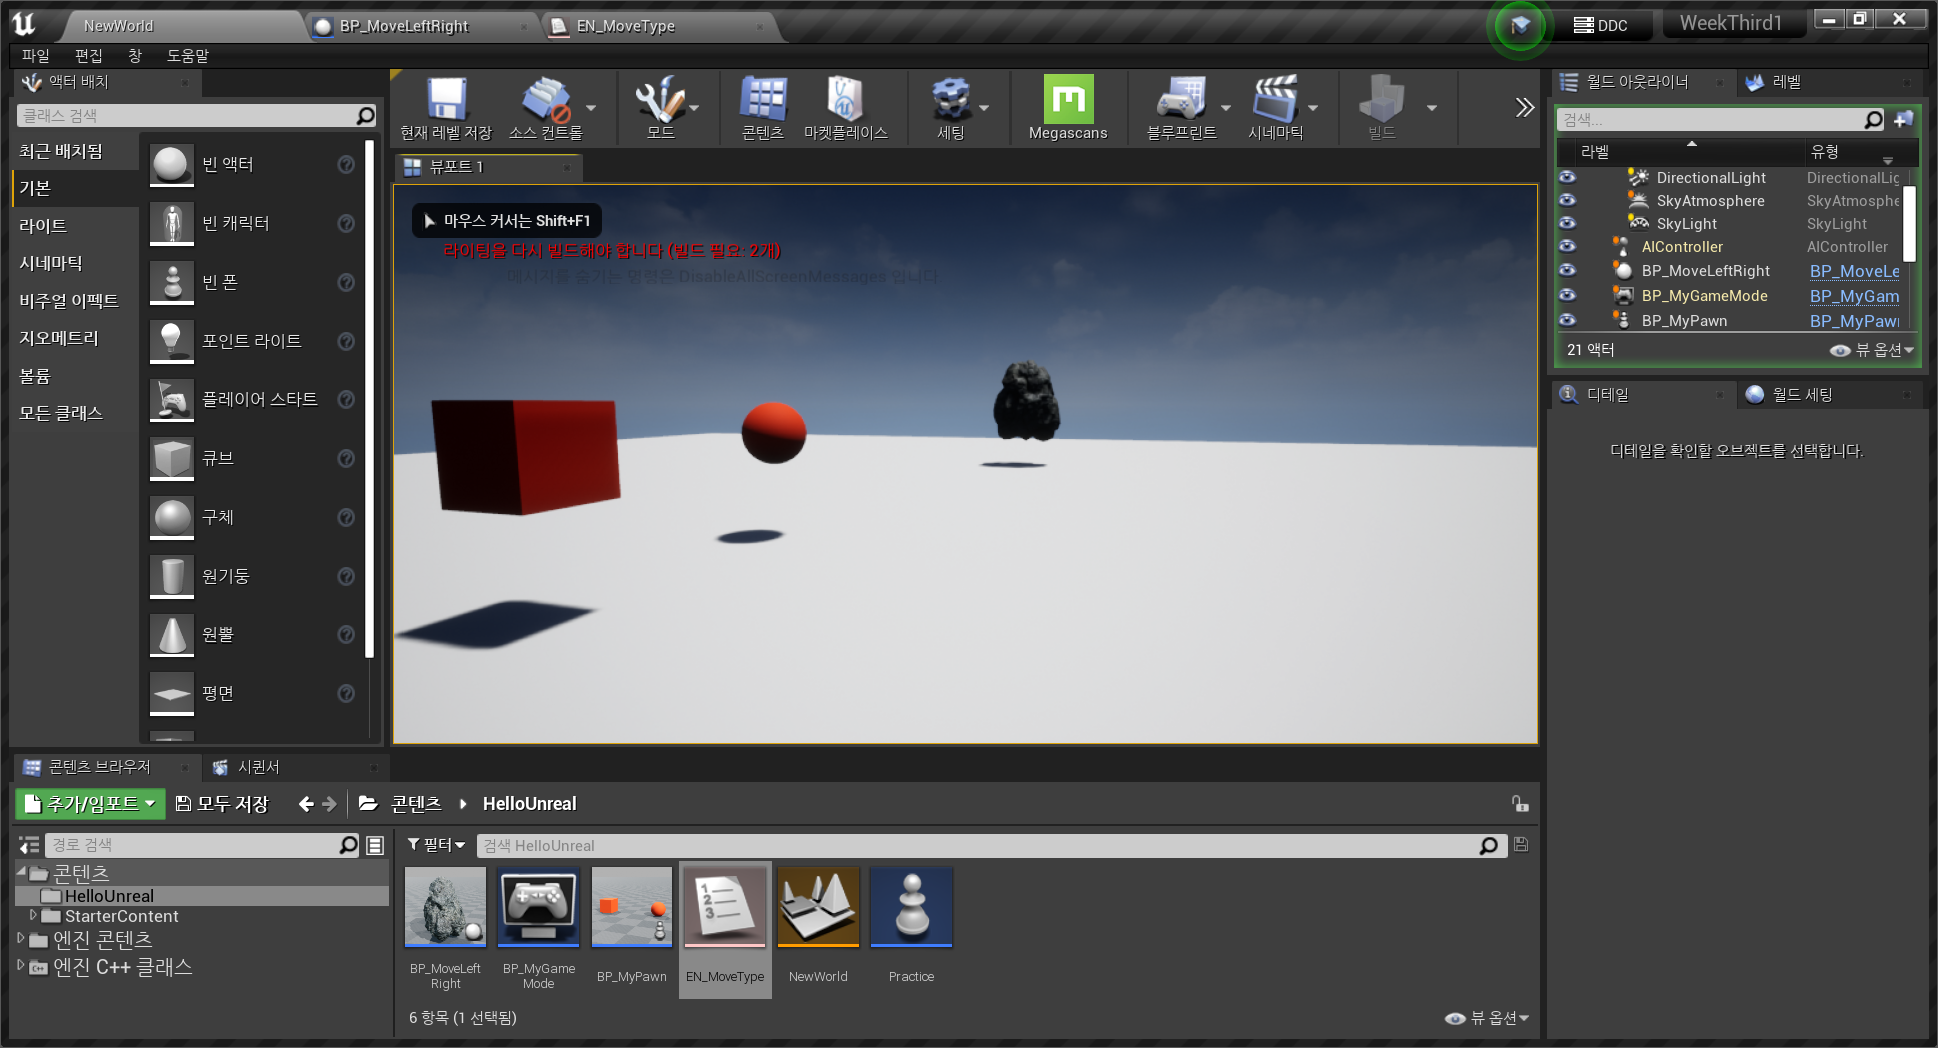 NewWorld
BP_MoveLeftRight
EN_MoveType
DDC
WeekThird1
파일 편집 창 도움말
액터 배치
클래스 검색
최근 배치됨
기본
라이트
시네마틱
비주얼 이펙트
지오메트리
볼륨
모든 클래스
빈 액터
빈 캐릭터
빈 폰
포인트 라이트
플레이어 스타트
큐브
구체
원기둥
원뿔
평면
현재 레벨 저장
소스 컨트롤
모드
콘텐츠
마켓플레이스
세팅
Megascans
블루프린트
시네마틱
빌드
뷰포트 1
마우스 커서는 Shift+F1
라이팅을 다시 빌드해야 합니다 (빌드 필요: 2개)
메시지를 숨기는 명령은 DisableAllScreenMessages 입니다
월드 아웃라이너
레벨
검색...
라벨 유형
DirectionalLight DirectionalLig
SkyAtmosphere SkyAtmosphe
SkyLight SkyLight
AIController AIController
BP_MoveLeftRight BP_MoveLe
BP_MyGameMode BP_MyGam
BP_MyPawn BP_MyPawn
21 액터
뷰 옵션
디테일
월드 세팅
디테일을 확인할 오브젝트를 선택합니다.
콘텐츠 브라우저
시퀀서
추가/임포트
모두 저장
콘텐츠
HelloUnreal
경로 검색
콘텐츠
HelloUnreal
StarterContent
엔진 콘텐츠
엔진 C++ 클래스
필터
검색 HelloUnreal
BP_MoveLeft
Right
BP_MyGame
Mode
BP_MyPawn
EN_MoveType
NewWorld
Practice
6 항목 (1 선택됨)
뷰 옵션